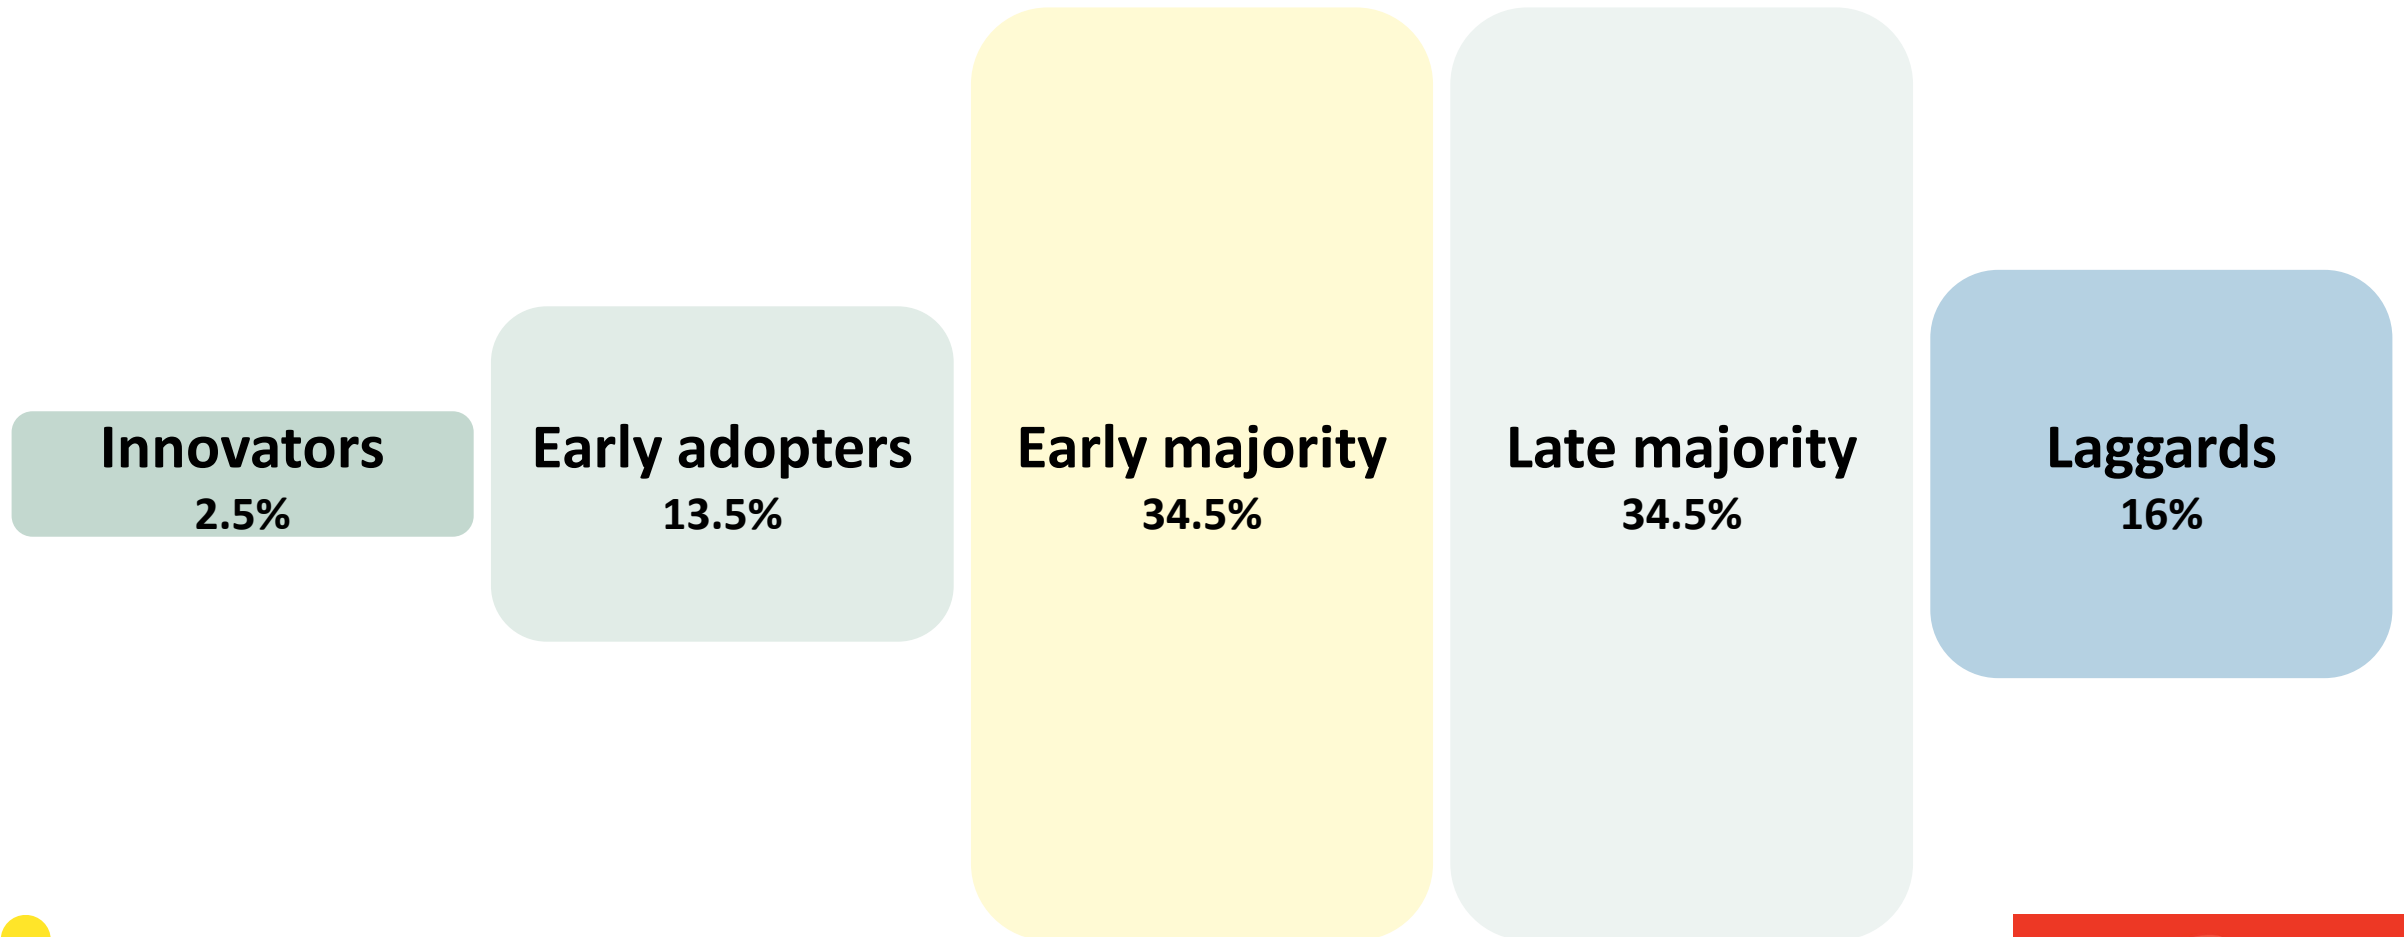 Innovators
2.5%
Early adopters
13.5%
Early majority
34.5%
Late majority
34.5%
Laggards
16%